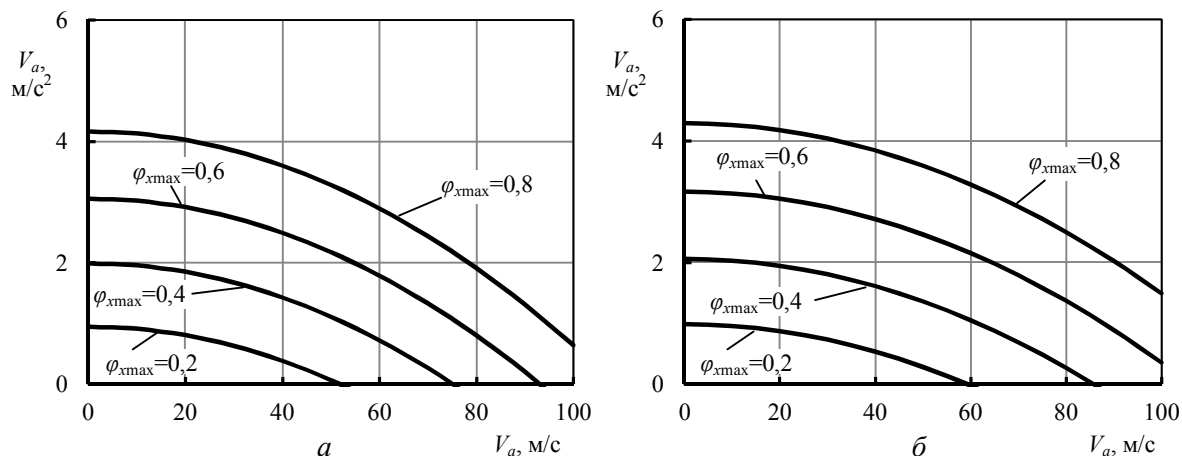 6
V_a,
м/с²
4
φ_xmax=0,6
φ_xmax=0,8
2
φ_xmax=0,4
φ_xmax=0,2
0
0 20 40 60 80 100
а
V_a, м/с
6
V_a,
м/с²
4
φ_xmax=0,6
φ_xmax=0,8
2
φ_xmax=0,4
φ_xmax=0,2
0
0 20 40 60 80 100
б
V_a, м/с